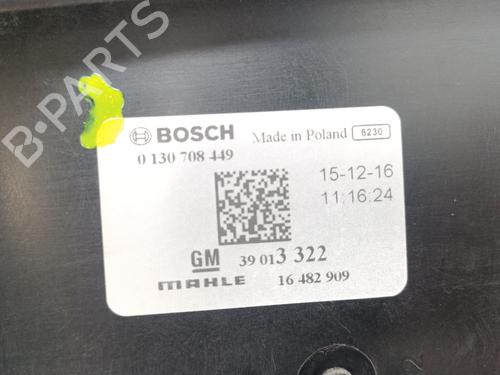 B-PARTS
BOSCH Made in Poland 6230
0 130 708 449
15-12-16
11:16:24
GM 39 013 322
MAHLE 16 482 909